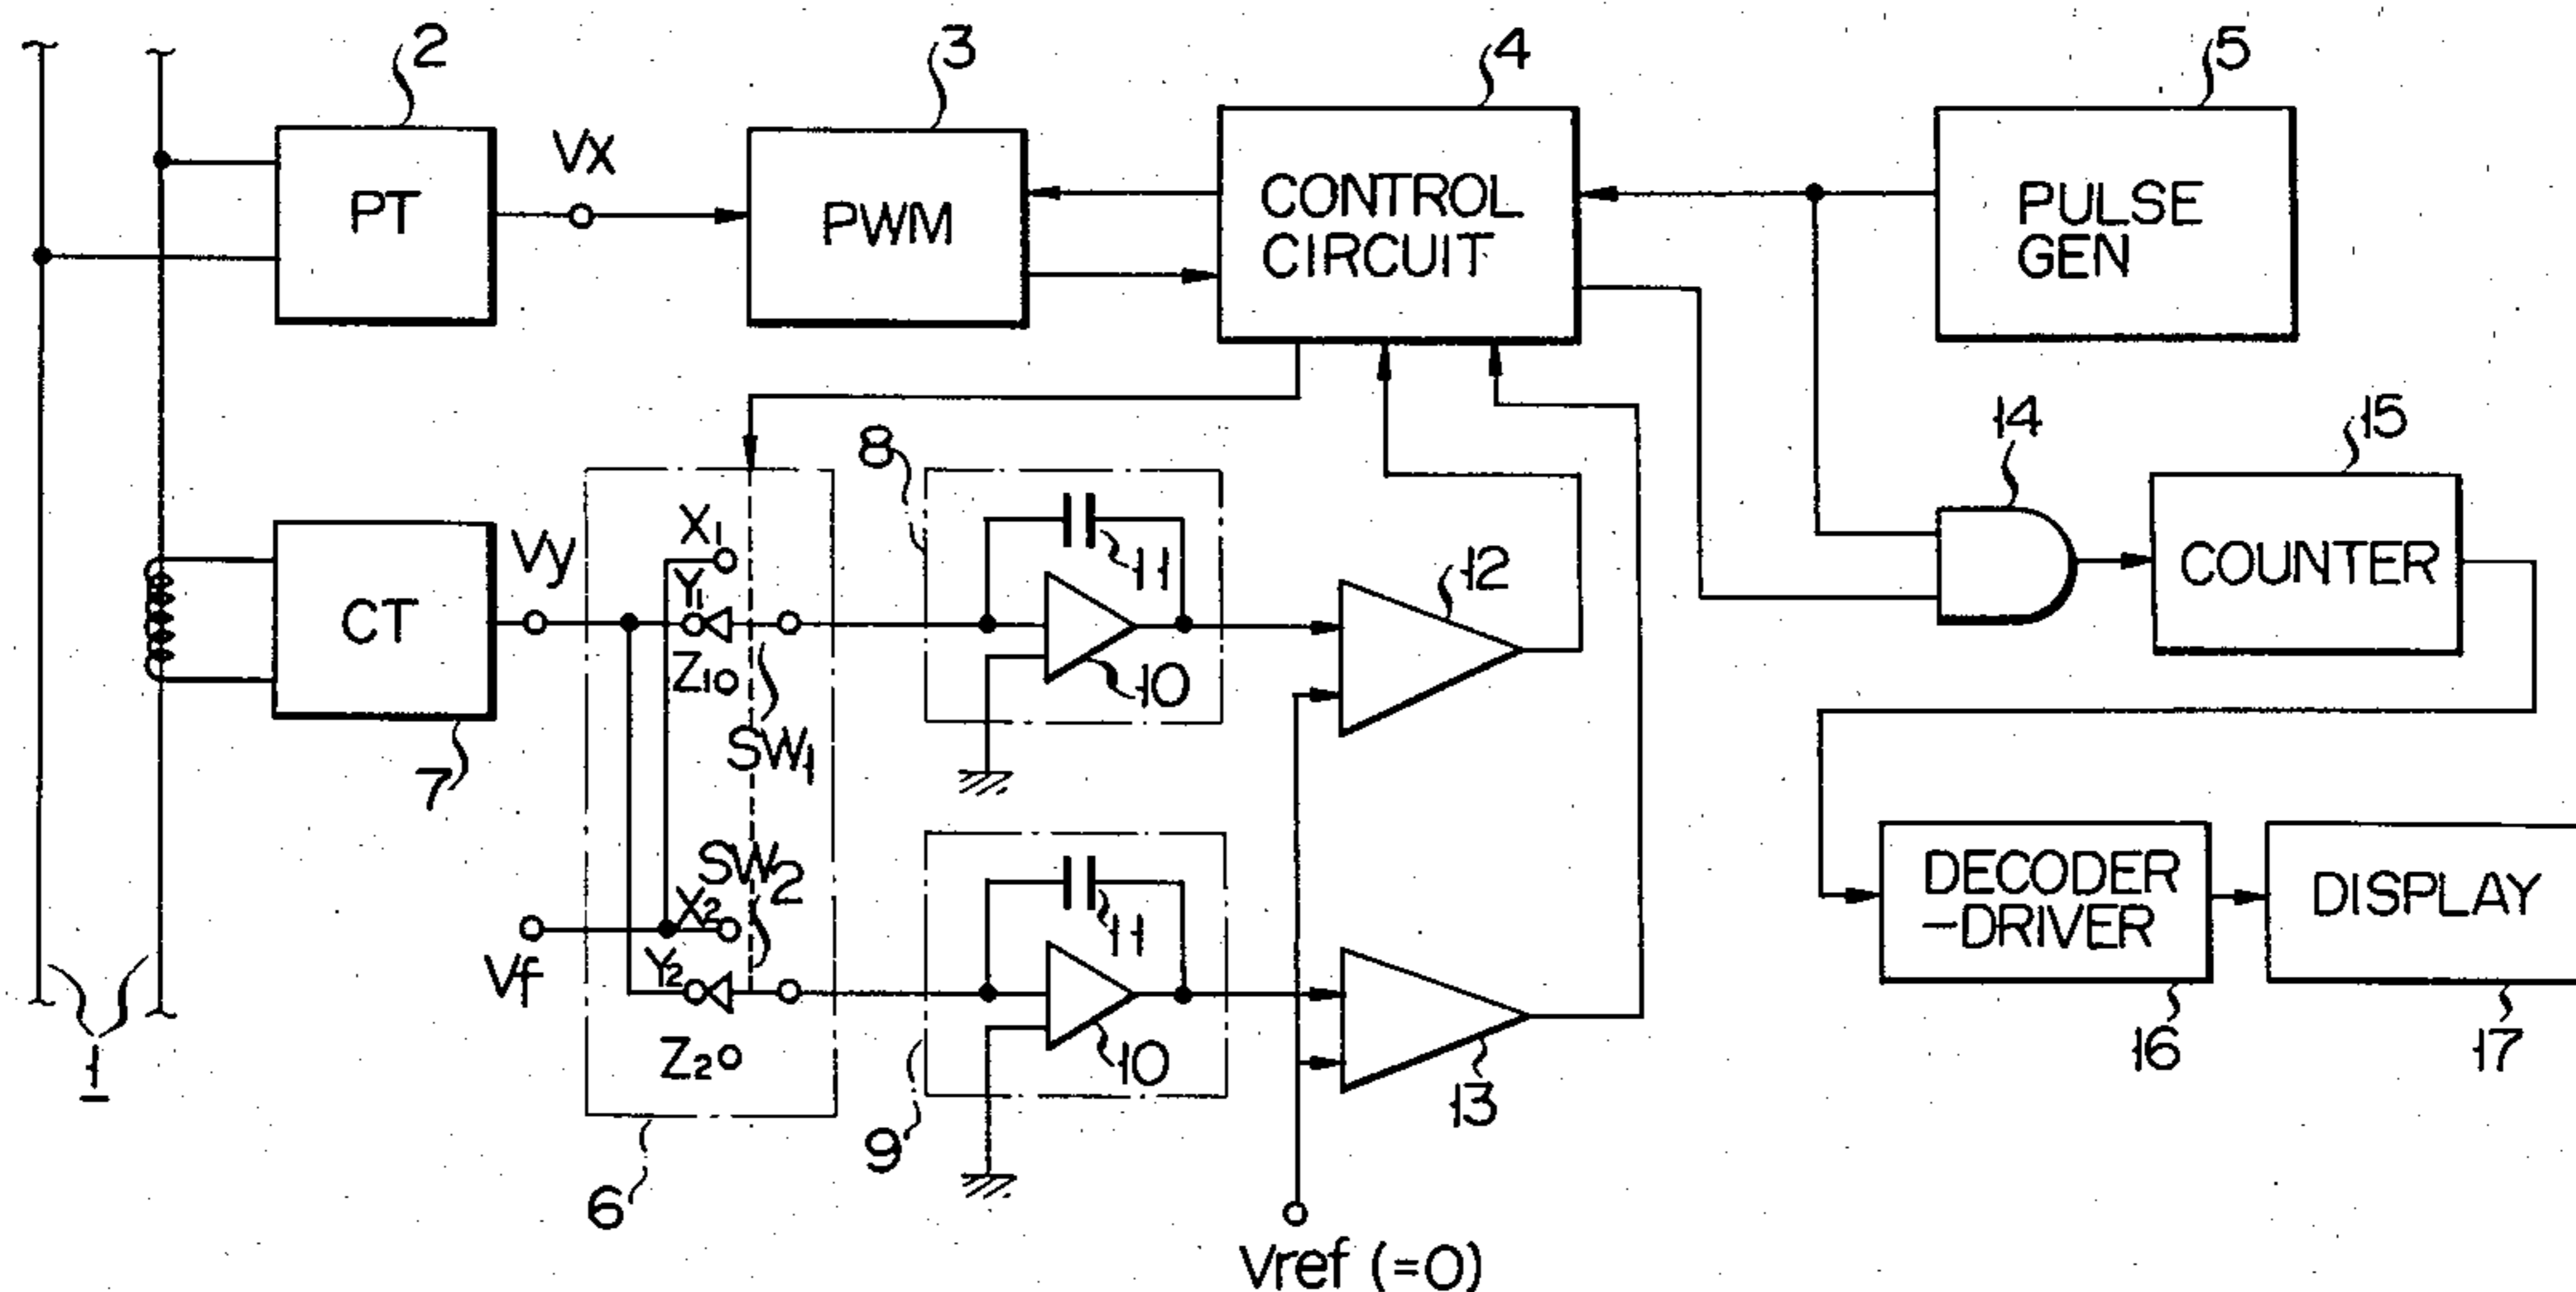 2
3
4
5
PT
Vx
PWM
CONTROL
CIRCUIT
PULSE
GEN
14
15
8
X1
11
Vy
Y1
12
COUNTER
CT
Z1
10
7
SW1
SW2
X2
11
DECODER
-DRIVER
DISPLAY
Vf
Y2
Z2
10
13
16
17
1
9
6
Vref (=0)